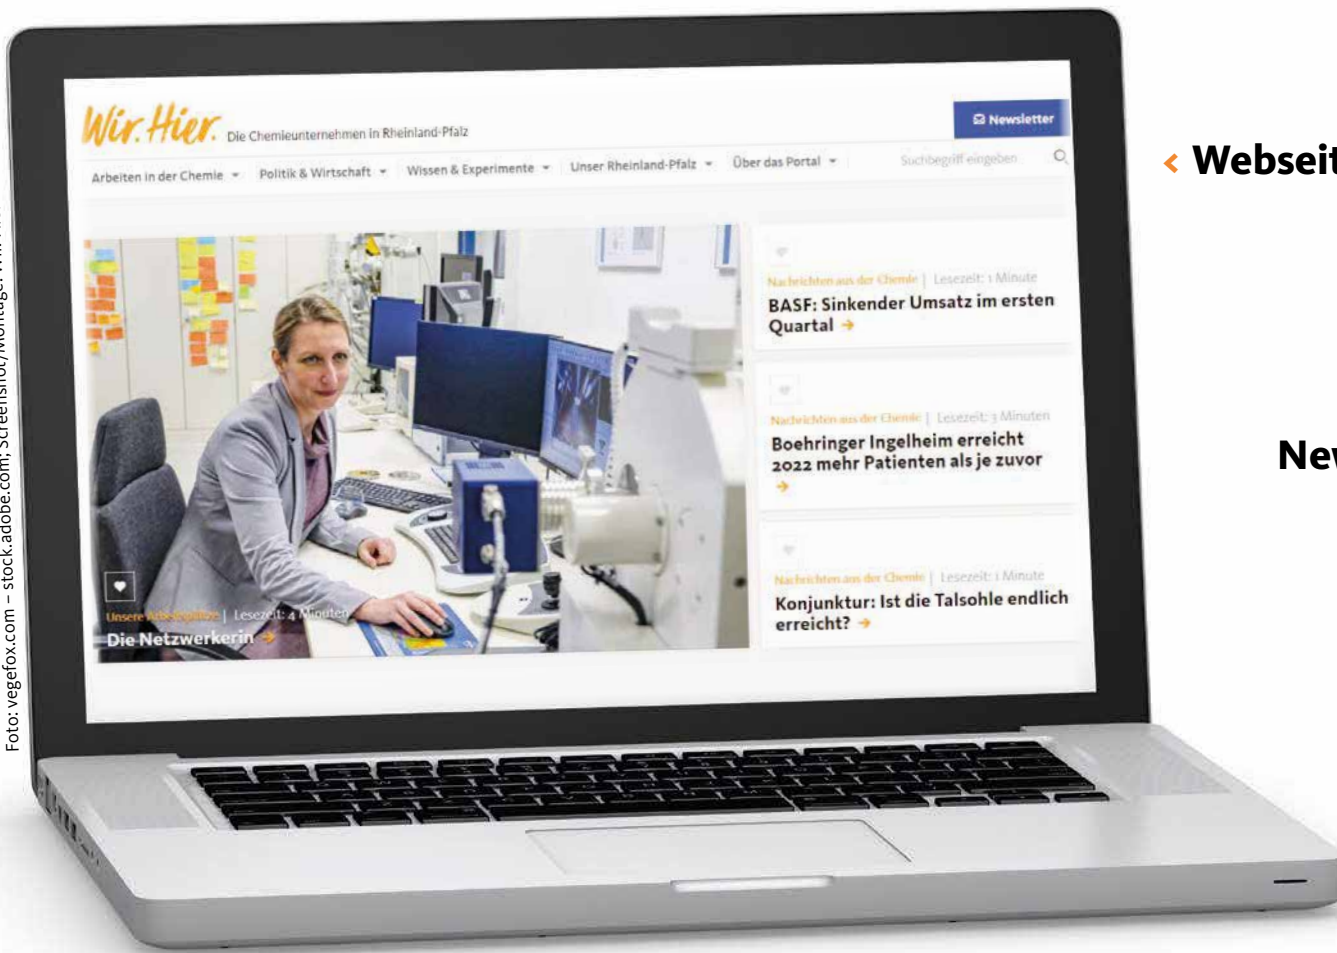 Wir. Hier. Die Chemieunternehmen in Rheinland-Pfalz
Newsletter
Arbeiten in der Chemie
Politik & Wirtschaft
Wissen & Experimente
Unser Rheinland-Pfalz
Über das Portal
Suchbegriff eingeben
Unsere Arbeitsplätze | Lesezeit: 4 Minuten
Die Netzwerkerin →
Nachrichten aus der Chemie | Lesezeit: 1 Minute
BASF: Sinkender Umsatz im ersten
Quartal →
Nachrichten aus der Chemie | Lesezeit: 3 Minuten
Boehringer Ingelheim erreicht
2022 mehr Patienten als je zuvor
→
Nachrichten aus der Chemie | Lesezeit: 1 Minute
Konjunktur: Ist die Talsohle endlich
erreicht? →
‹ Webseit
New
Foto: vegefox.com – stock.adobe.com; Screenshot/Montage: